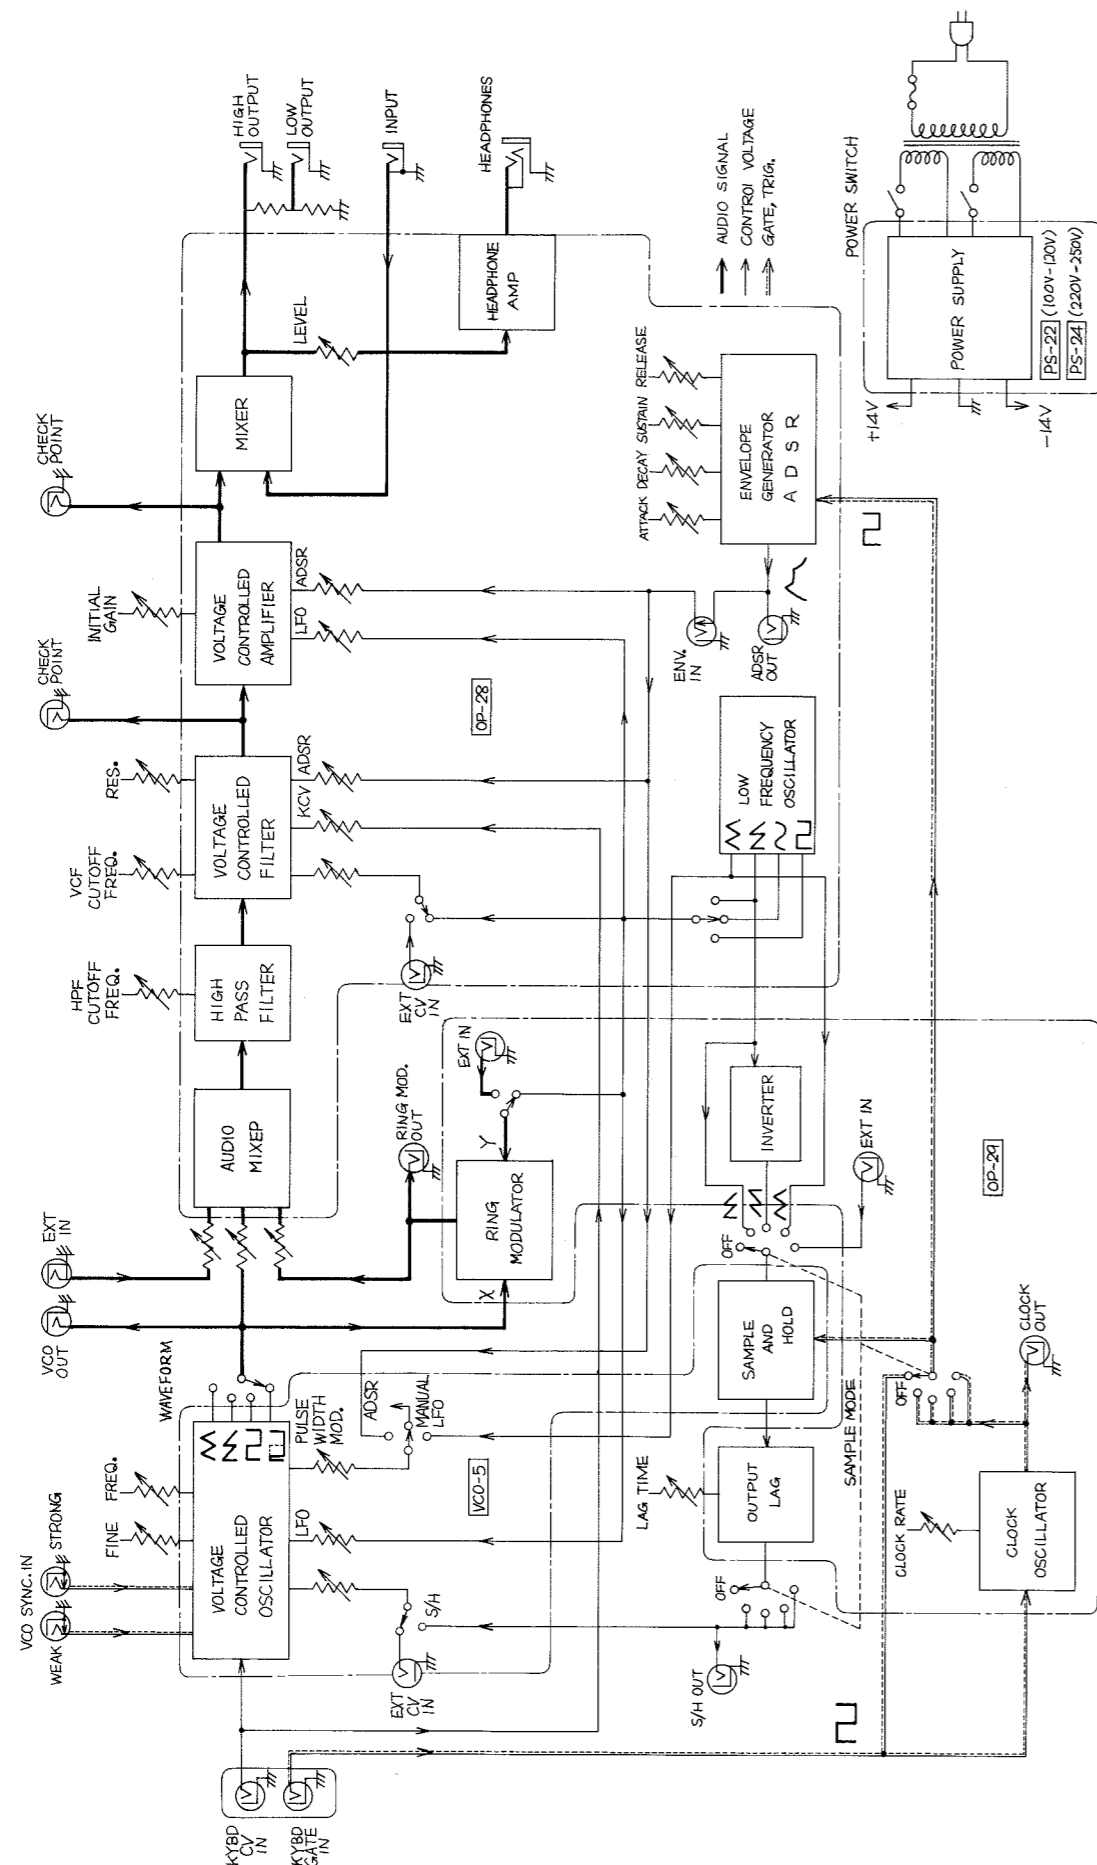 KYBD
CV
IN
KYBD
GATE
IN
VCO SYNC. IN
WEAK
STRONG
FINE
FREQ.
VOLTAGE
CONTROLLED
OSCILLATOR
WAVEFORM
PULSE
WIDTH
MOD.
LFO
EXT
CV
IN
S/H
ADSR
MANUAL
LFO
VCO-5
VCO
OUT
EXT
IN
AUDIO
MIXEP
HPF
CUTOFF
FREQ.
HIGH
PASS
FILTER
VCF
CUTOFF
FREQ.
RES.
VOLTAGE
CONTROLLED
FILTER
KCV
ADSR
EXT
CV
IN
CHECK
POINT
INITIAL
GAIN
VOLTAGE
CONTROLLED
AMPLIFIER
LFO
ADSR
OP-28
CHECK
POINT
MIXER
LEVEL
HIGH
OUTPUT
LOW
OUTPUT
INPUT
HEADPHONES
HEADPHONE
AMP
RING MOD.
OUT
EXT IN
X
Y
RING
MODULATOR
AUDIO SIGNAL
CONTROL VOLTAGE
GATE, TRIG.
ATTACK
DECAY
SUSTAIN
RELEASE
ENVELOPE
GENERATOR
A D S R
ENV.
IN
ADSR
OUT
LOW
FREQUENCY
OSCILLATOR
INVERTER
EXT IN
OFF
SAMPLE
AND
HOLD
SAMPLE MODE
LAG TIME
OUTPUT
LAG
OFF
S/H OUT
OFF
CLOCK
OUT
CLOCK RATE
CLOCK
OSCILLATOR
OP-29
POWER SWITCH
POWER SUPPLY
+14V
-14V
PS-22 (100V-120V)
PS-24 (220V-250V)